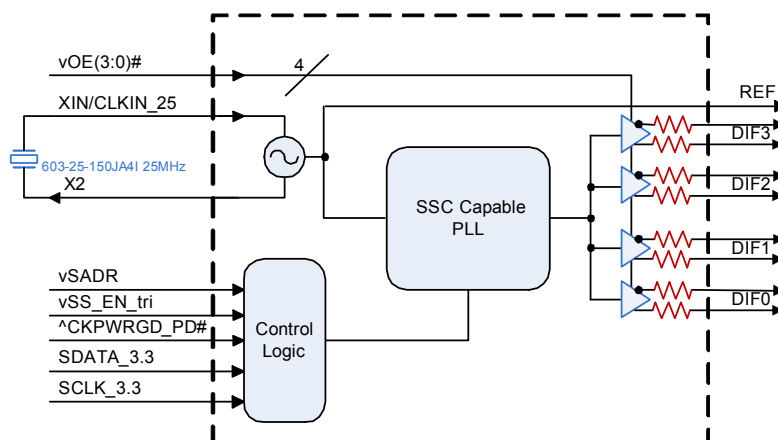 vOE(3:0)#
4
REF
XIN/CLKIN_25
DIF3
603-25-150JA4I 25MHz
X2
DIF2
SSC Capable
PLL
DIF1
vSADR
vSS_EN_tri
DIF0
^CKPWRGD_PD#
Control
Logic
SDATA_3.3
SCLK_3.3